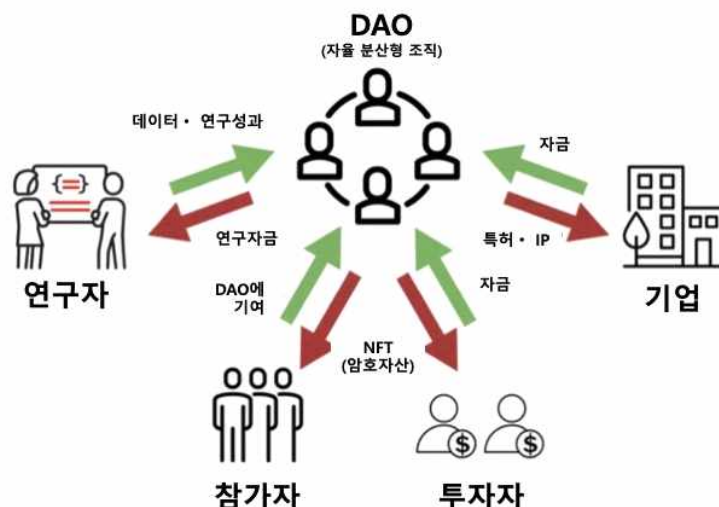 DAO
(자율 분산형 조직)
데이터・ 연구성과
자금
연구자금
특허・ IP
연구자
DAO에
기여
자금
기업
NFT
(암호자산)
{=}
$
$
참가자
투자자